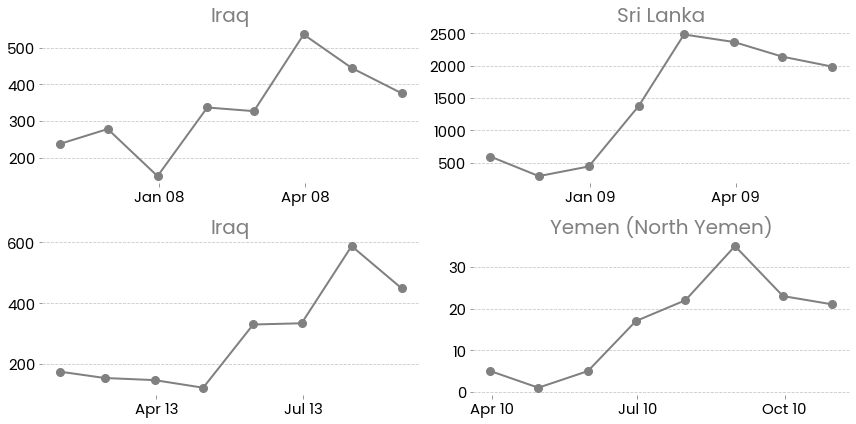 Iraq
500
400
300
200
Jan 08
Apr 08
Sri Lanka
2500
2000
1500
1000
500
Jan 09
Apr 09
Iraq
600
400
200
Apr 13
Jul 13
Yemen (North Yemen)
30
20
10
0
Apr 10
Jul 10
Oct 10